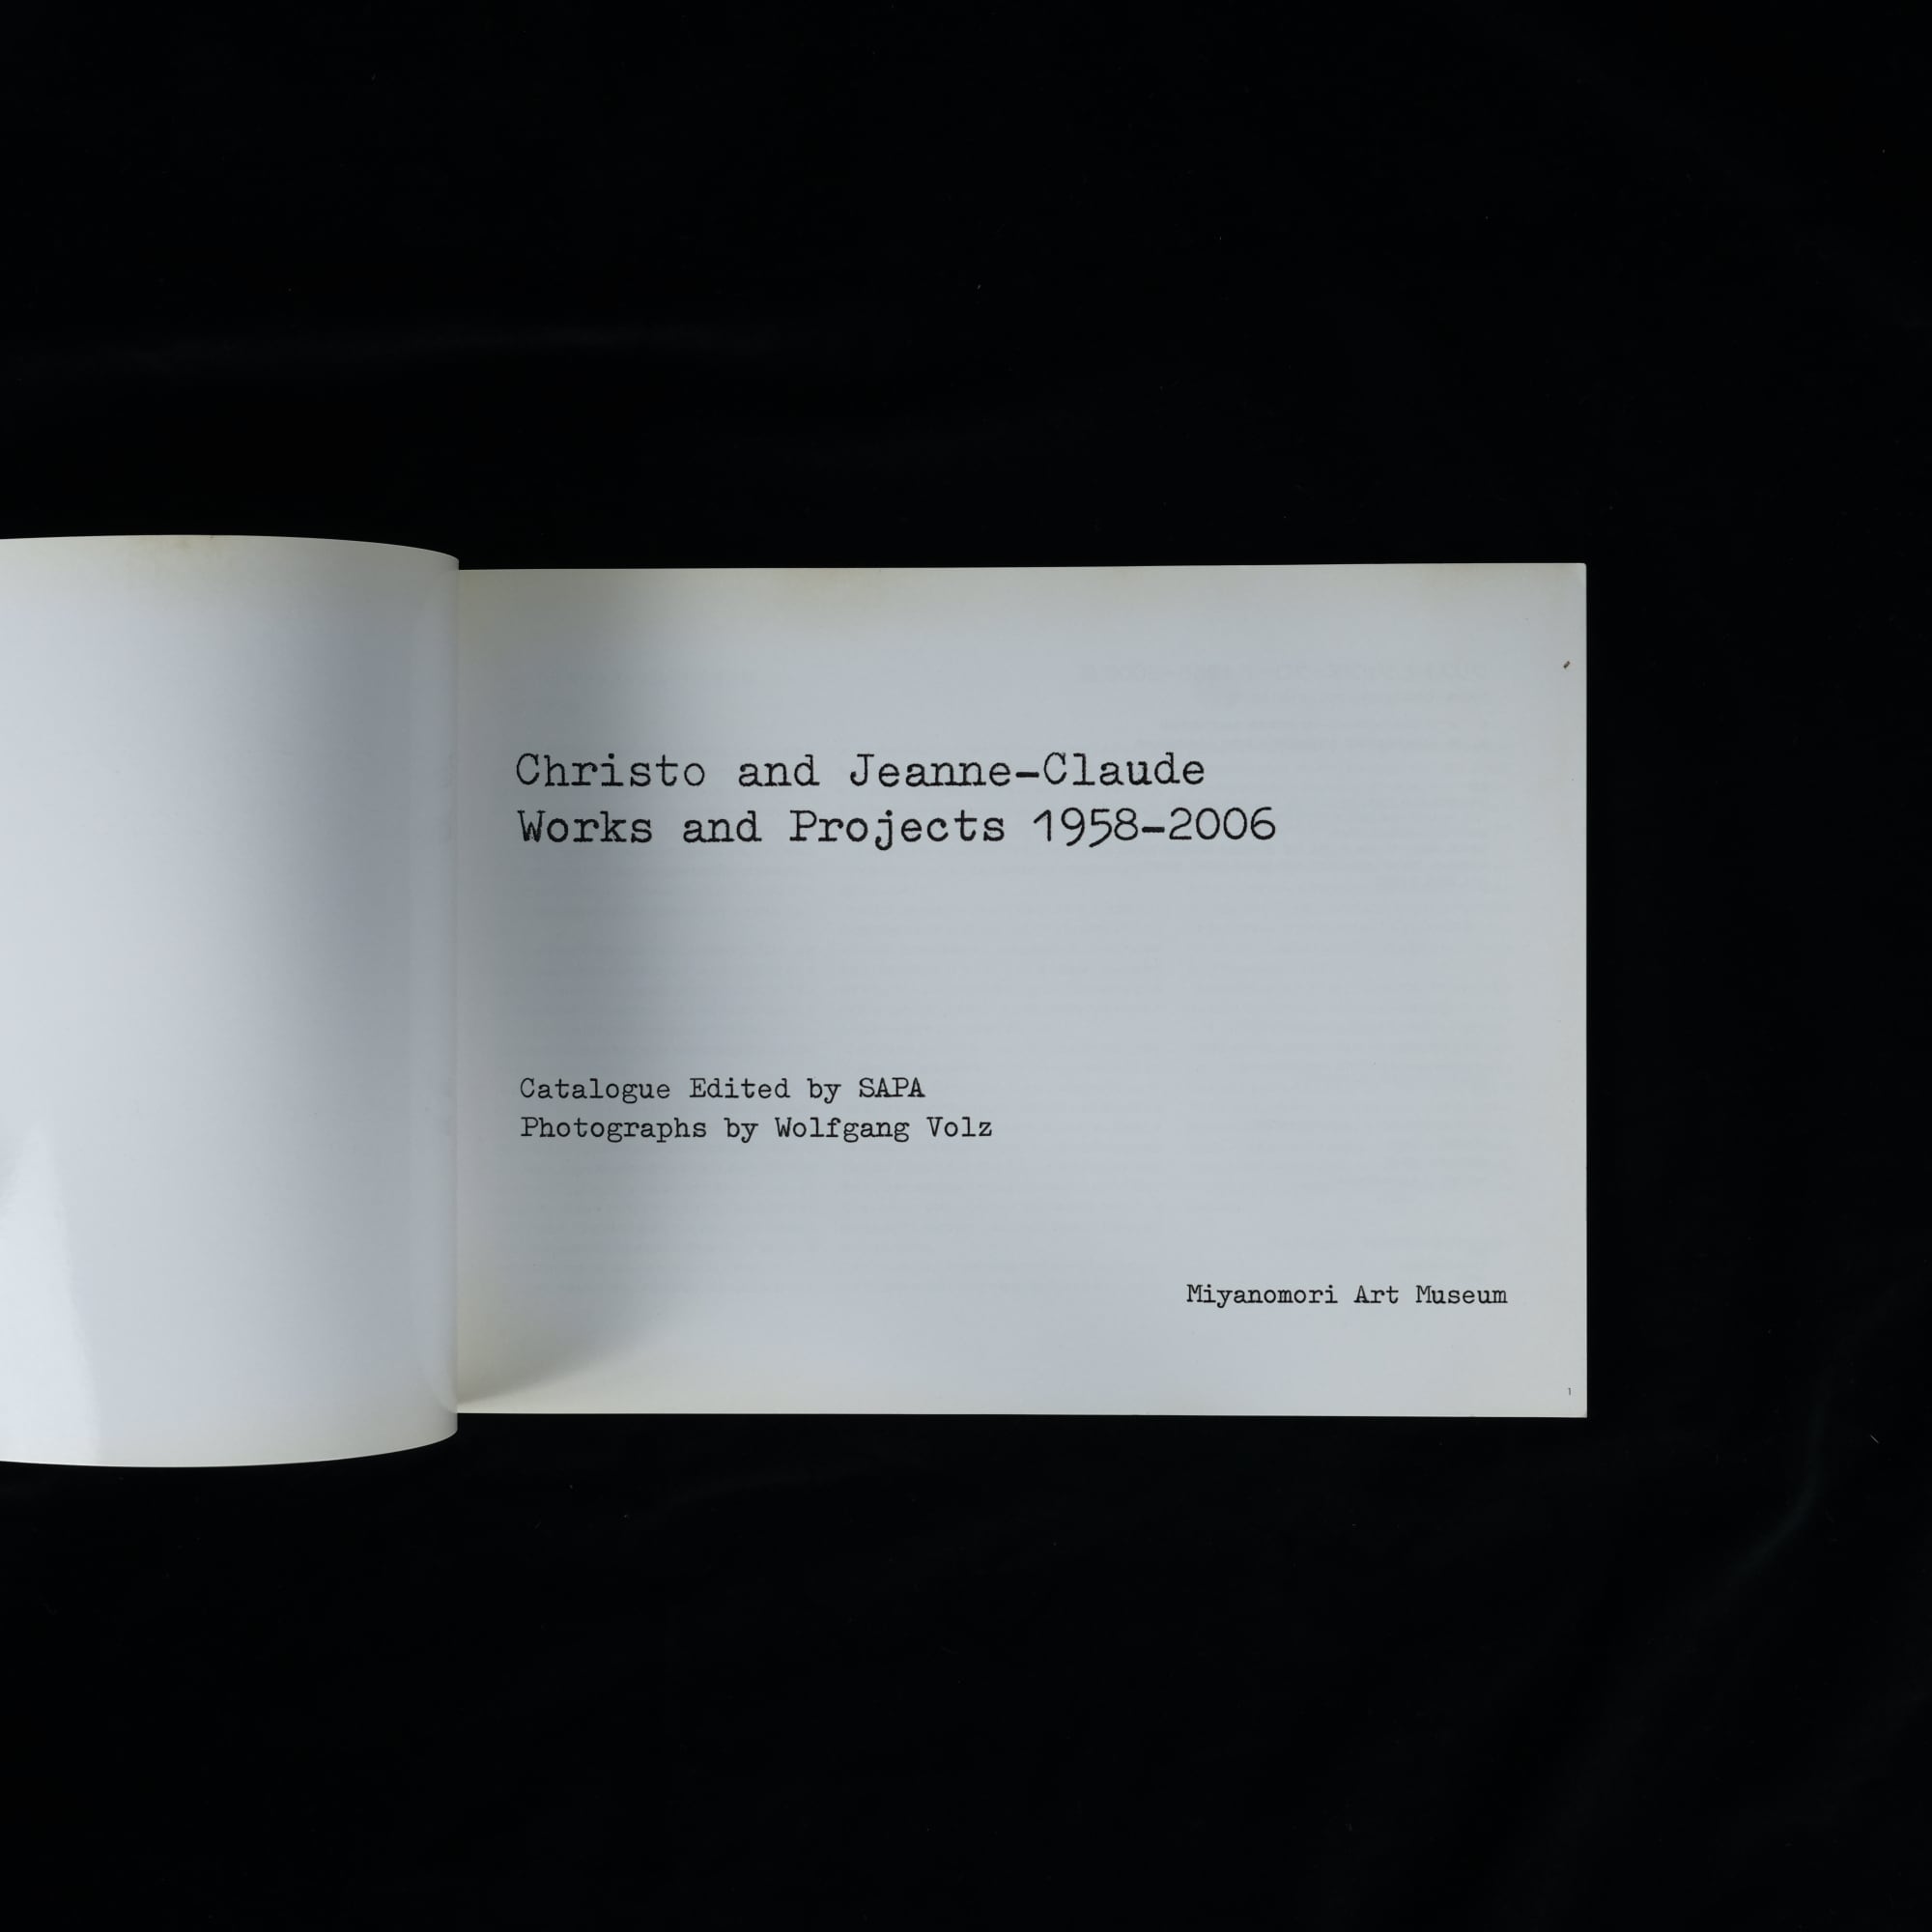 Christo and Jeanne-Claude
Works and Projects 1958-2006
Catalogue Edited by SAPA
Photographs by Wolfgang Volz
Miyanomori Art Museum
1